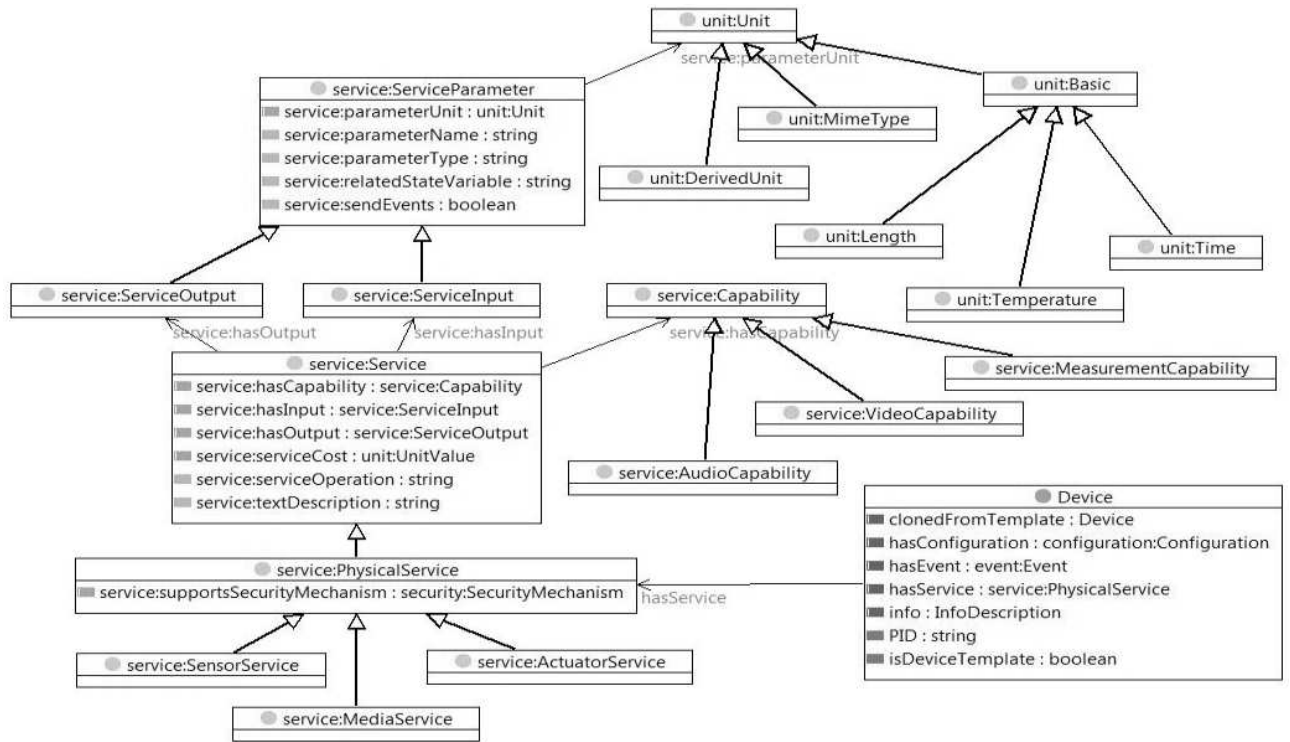 unit:Unit
service:parameterUnit
service:ServiceParameter
service:parameterUnit : unit:Unit
service:parameterName : string
service:parameterType : string
service:relatedStateVariable : string
service:sendEvents : boolean
unit:Basic
unit:MimeType
unit:DerivedUnit
unit:Length
unit:Time
unit:Temperature
service:ServiceOutput
service:ServiceInput
service:Capability
service:hasOutput
service:hasInput
service:hasCapability
service:Service
service:hasCapability : service:Capability
service:hasInput : service:ServiceInput
service:hasOutput : service:ServiceOutput
service:serviceCost : unit:UnitValue
service:serviceOperation : string
service:textDescription : string
service:MeasurementCapability
service:VideoCapability
service:AudioCapability
Device
clonedFromTemplate : Device
hasConfiguration : configuration:Configuration
hasEvent : event:Event
hasService : service:PhysicalService
info : InfoDescription
PID : string
isDeviceTemplate : boolean
service:PhysicalService
service:supportsSecurityMechanism : security:SecurityMechanism
hasService
service:SensorService
service:ActuatorService
service:MediaService